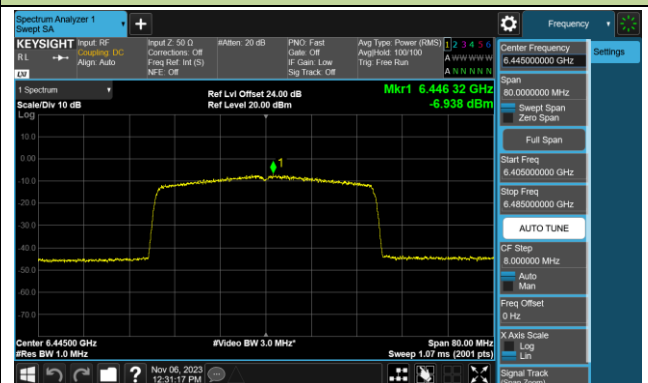 Spectrum Analyzer 1
Swept SA
Frequency
KEYSIGHT Input: RF
RL
Coupling: DC
Align: Auto
LXI
Input Z: 50 Ω
Corrections: Off
Freq Ref: Int (S)
NFE: Off
#Atten: 20 dB
PNO: Fast
Gate: Off
IF Gain: Low
Sig Track: Off
Avg Type: Power (RMS)
Avg|Hold: 100/100
Trig: Free Run
1 2 3 4 5 6
A W W W W W
A N N N N N
Center Frequency
6.445000000 GHz
Settings
Span
80.0000000 MHz
Swept Span
Zero Span
Full Span
Start Freq
6.405000000 GHz
Stop Freq
6.485000000 GHz
AUTO TUNE
CF Step
8.000000 MHz
Auto
Man
Freq Offset
0 Hz
X Axis Scale
Log
Lin
Signal Track
(Span Zoom)
1 Spectrum
Scale/Div 10 dB
Log
Ref Lvl Offset 24.00 dB
Ref Level 20.00 dBm
Mkr1 6.446 32 GHz
-6.938 dBm
1
10.0
0.00
-10.0
-20.0
-30.0
-40.0
-50.0
-60.0
-70.0
Center 6.44500 GHz
#Res BW 1.0 MHz
#Video BW 3.0 MHz*
Span 80.00 MHz
Sweep 1.07 ms (2001 pts)
?
Nov 06, 2023
12:31:17 PM